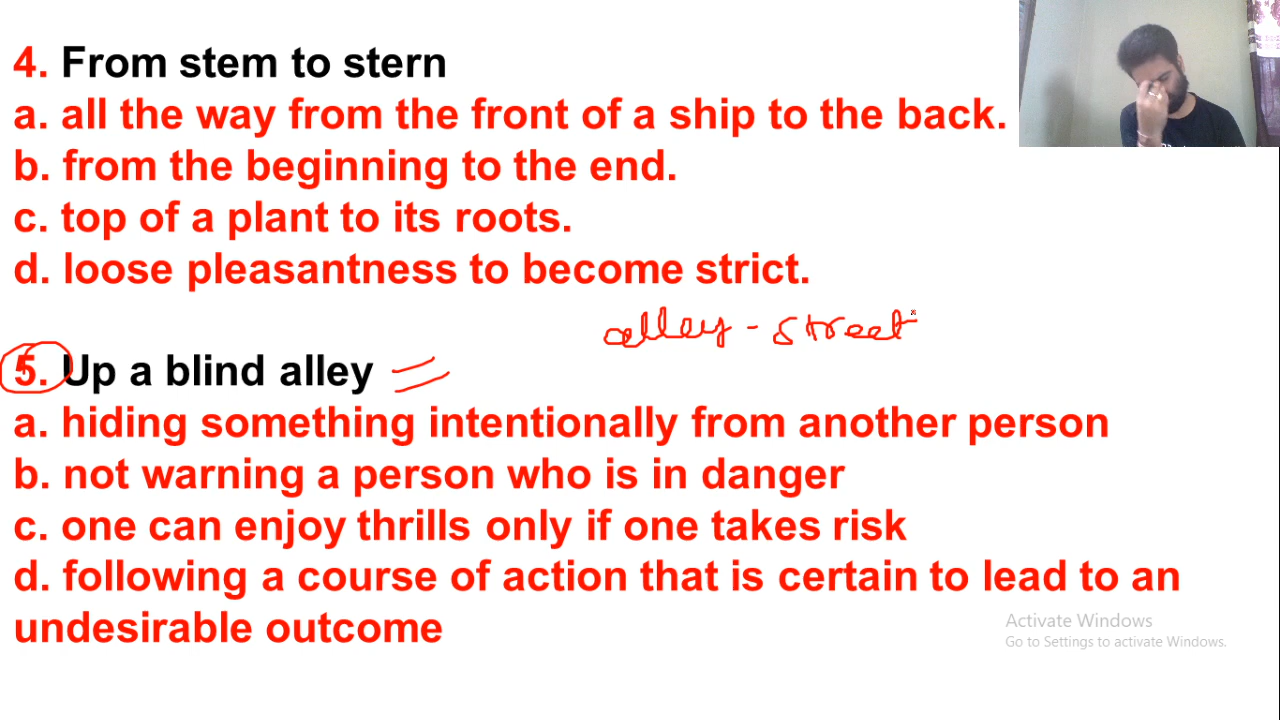 4. From stem to stern
a. all the way from the front of a ship to the back.
b. from the beginning to the end.
c. top of a plant to its roots.
d. loose pleasantness to become strict.
alley - street
5. Up a blind alley
a. hiding something intentionally from another person
b. not warning a person who is in danger
c. one can enjoy thrills only if one takes risk
d. following a course of action that is certain to lead to an
undesirable outcome
Activate Windows
Go to Settings to activate Windows.